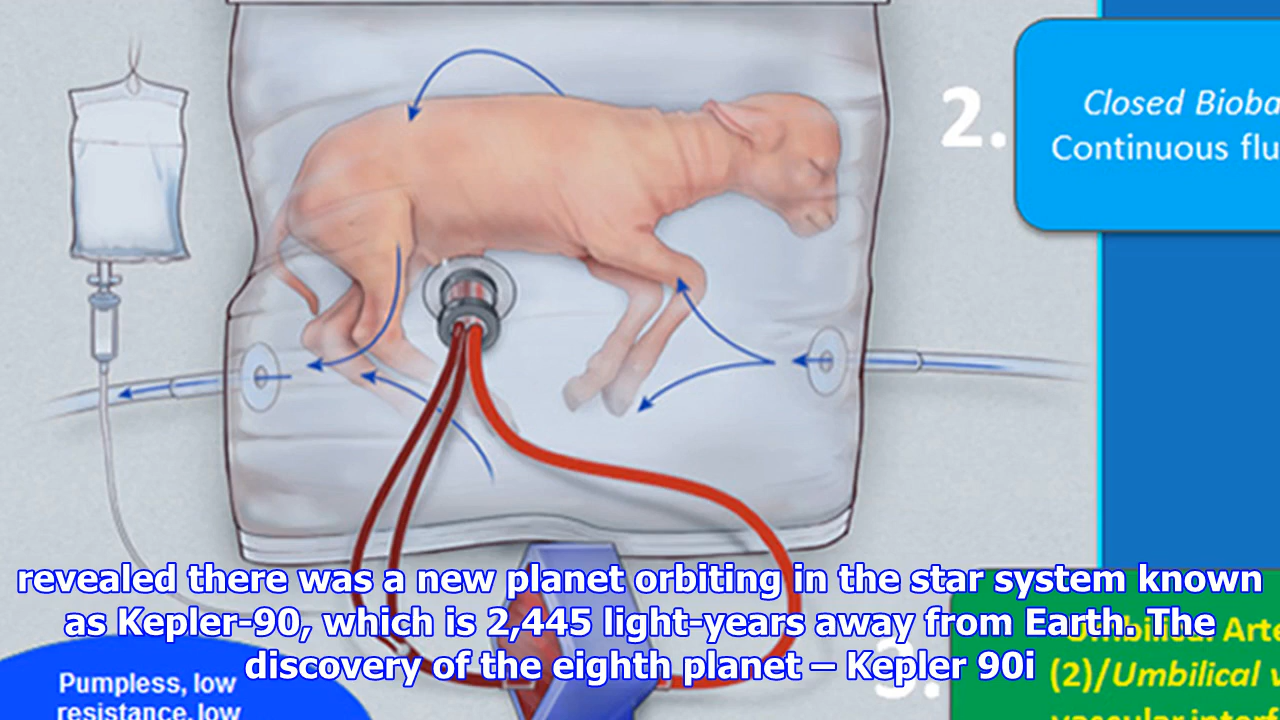 2.
Closed
Continuous
revealed there was a new planet orbiting in the star system known
as Kepler-90, which is 2,445 light-years away from Earth. The
discovery of the eighth planet – Kepler 90i
3.
(2)/Umbilical
Pumpless, low
resistance, low